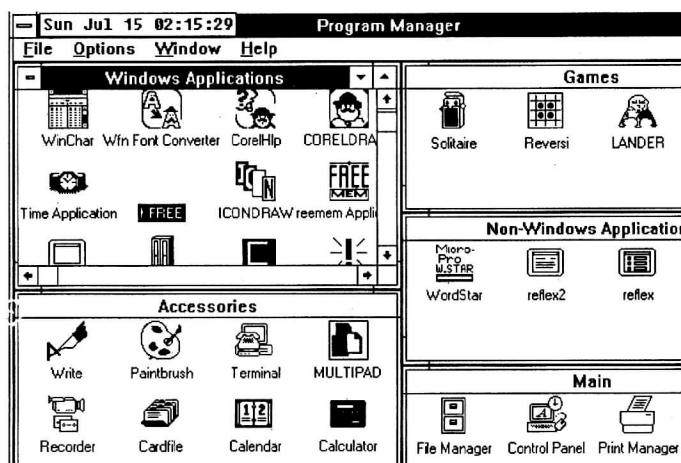 Sun Jul 15 02:15:29 Program Manager
File Options Window Help
Windows Applications
WinChar Wfn Font Converter CorelHlp CORELDRA
Time Application FREE ICONDRAW reemem Appli
FREE
MEM
Games
Solitaire Reversi LANDER
Non-Windows Application
Micro-
Pro
W.STAR
WordStar reflex2 reflex
Accessories
Write Paintbrush Terminal MULTIPAD
Recorder Cardfile Calendar Calculator
Main
File Manager Control Panel Print Manager